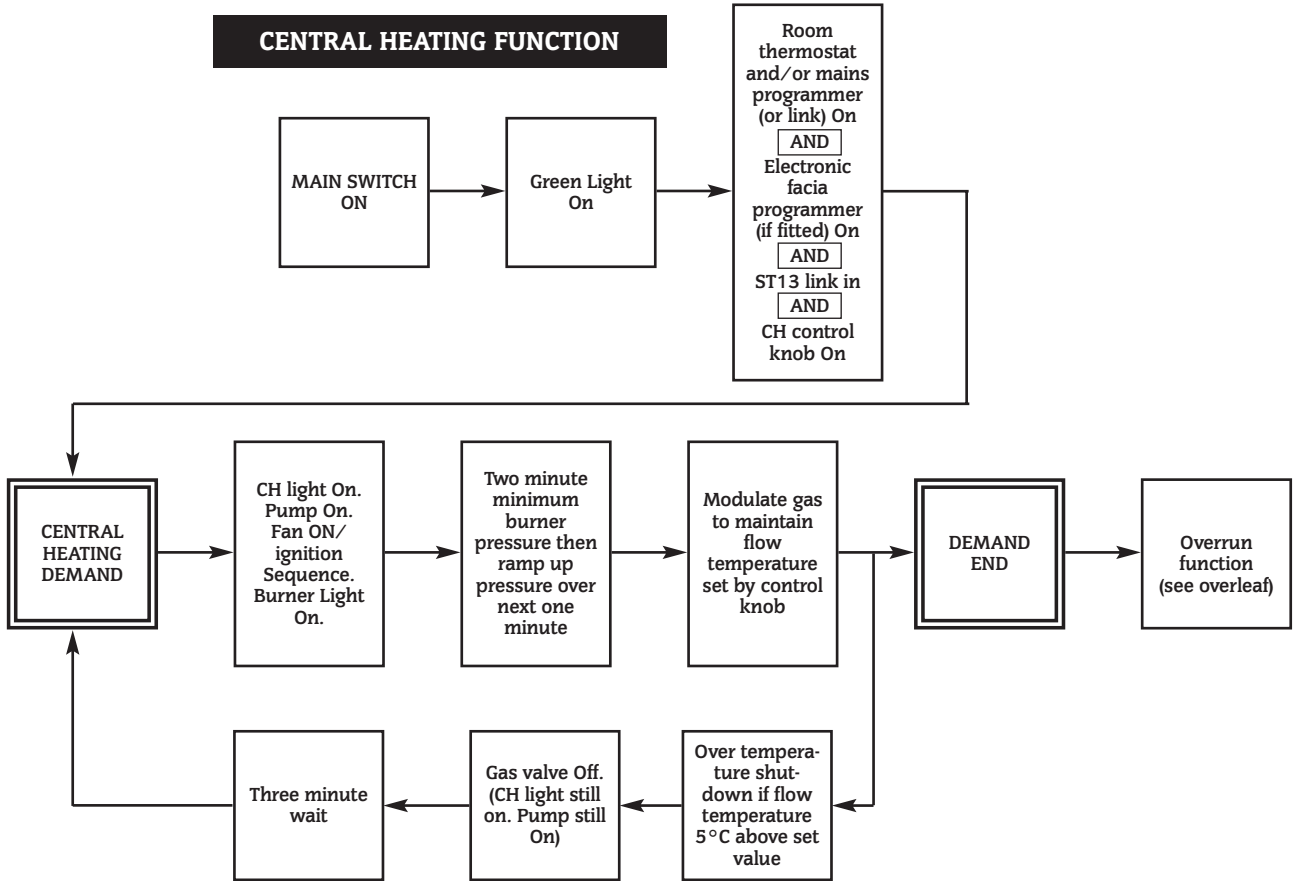 CENTRAL HEATING FUNCTION
MAIN SWITCH
ON
Green Light
On
Room
thermostat
and/or mains
programmer
(or link) On
AND
Electronic
facia
programmer
(if fitted) On
AND
ST13 link in
AND
CH control
knob On
CENTRAL
HEATING
DEMAND
CH light On.
Pump On.
Fan ON/
ignition
Sequence.
Burner Light
On.
Two minute
minimum
burner
pressure then
ramp up
pressure over
next one
minute
Modulate gas
to maintain
flow
temperature
set by control
knob
DEMAND
END
Overrun
function
(see overleaf)
Over tempera-
ture shut-
down if flow
temperature
5°C above set
value
Gas valve Off.
(CH light still
on. Pump still
On)
Three minute
wait